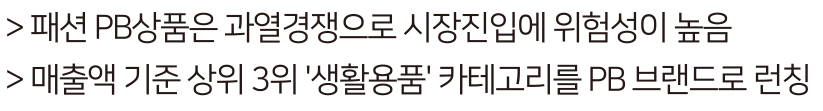 > 패션 PB상품은 과열경쟁으로 시장진입에 위험성이 높음
> 매출액 기준 상위 3위 '생활용품' 카테고리를 PB 브랜드로 런칭